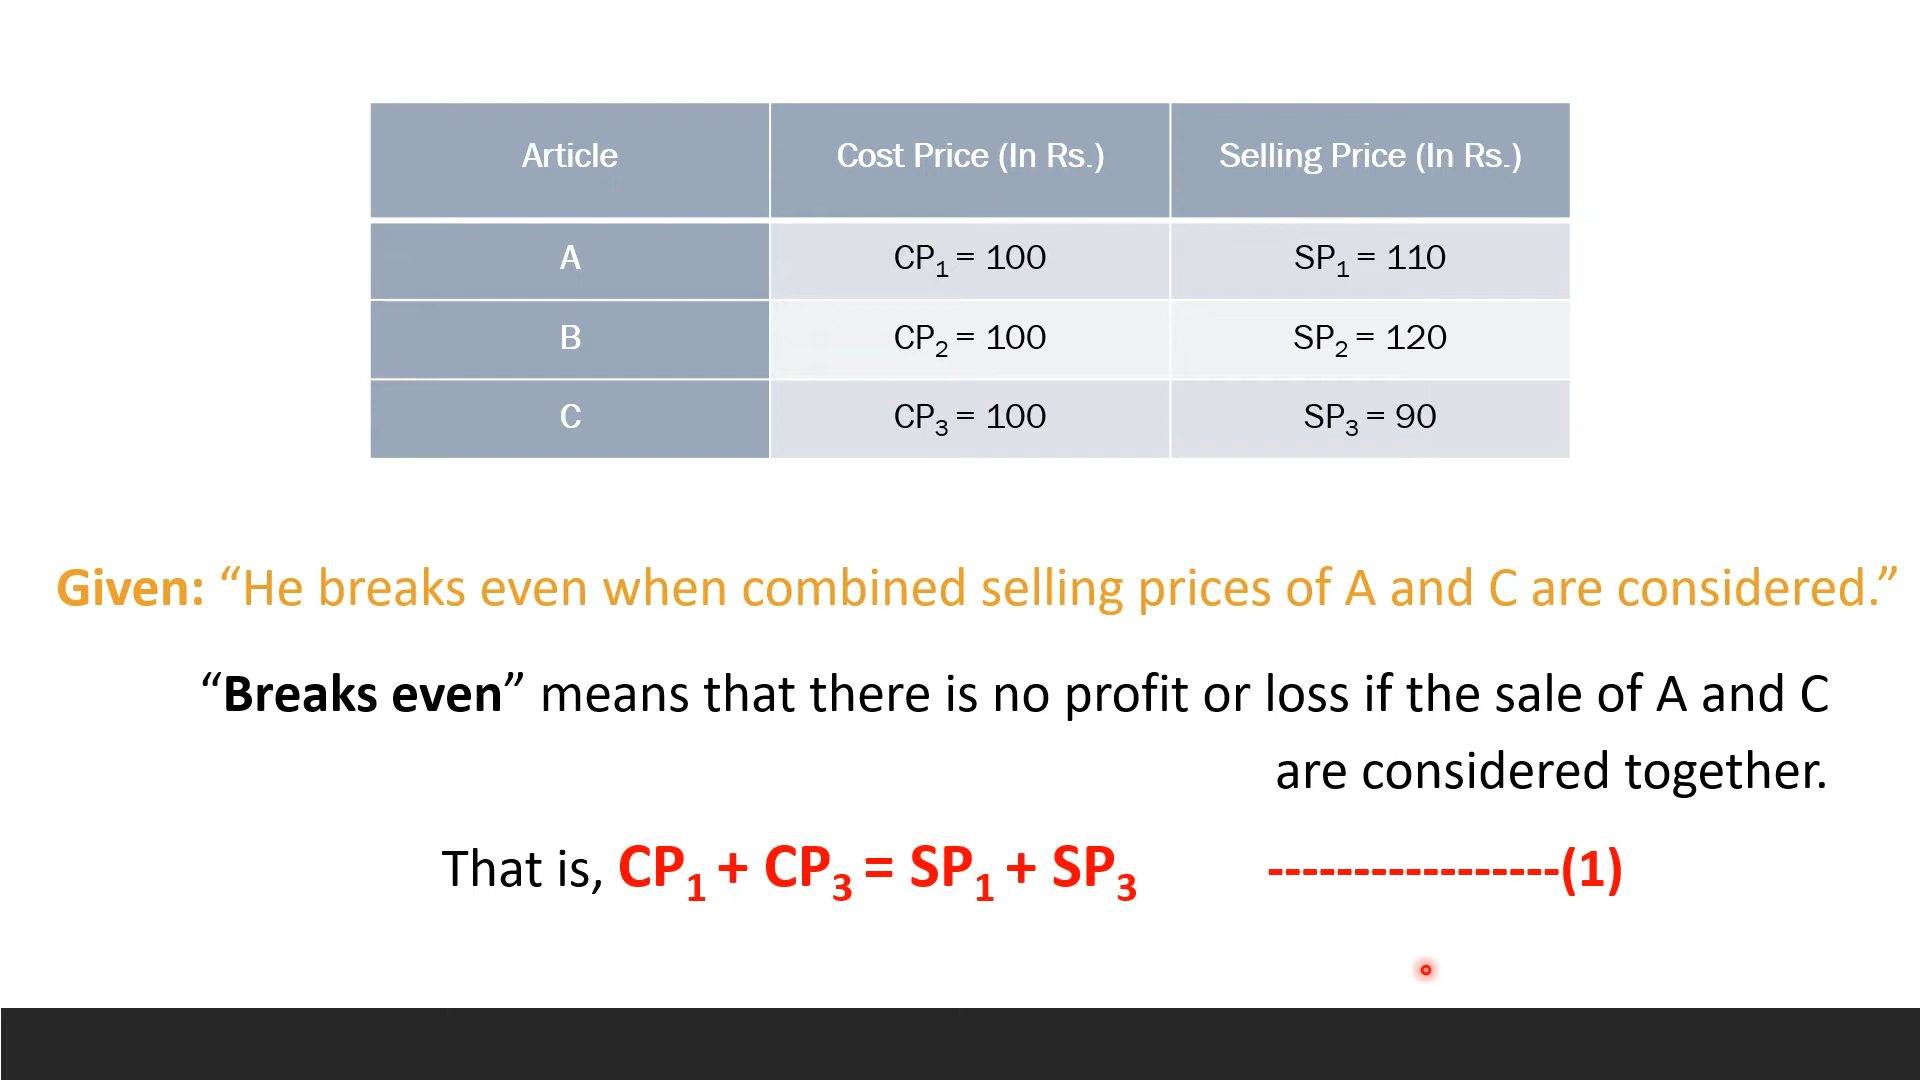 Article Cost Price (In Rs.) Selling Price (In Rs.)
A CP₁ = 100 SP₁ = 110
B CP₂ = 100 SP₂ = 120
C CP₃ = 100 SP₃ = 90
Given: “He breaks even when combined selling prices of A and C are considered.”
“Breaks even” means that there is no profit or loss if the sale of A and C
are considered together.
That is, CP₁ + CP₃ = SP₁ + SP₃ -----------------(1)